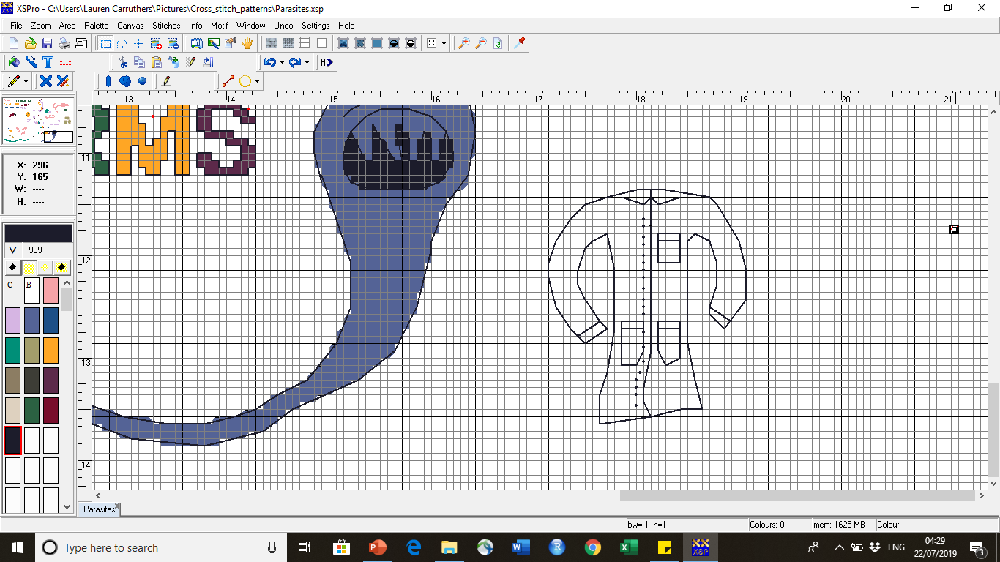 XSPro - C:\Users\Lauren Carruthers\Pictures\Cross_stitch_patterns\Parasites.xsp
File Zoom Area Palette Canvas Stitches Info Motif Window Undo Settings Help
H
13 14 15 16 17 18 19 20 21
MS
11
X: 296
Y: 165
W: ----
H: ----
939
12
C B
13
14
Parasites
bw= 1 h=1 Colours: 0 mem: 1625 MB Colour:
Type here to search
ENG
04:29
22/07/2019
3
XSP